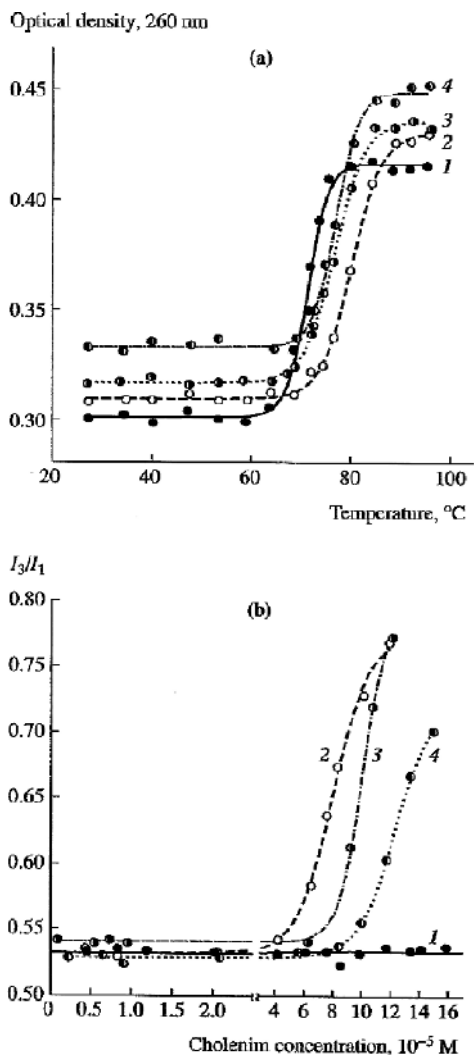 Optical density, 260 nm
(a)
0.45
0.40
0.35
0.30
4
3
2
1
20 40 60 80 100
Temperature, °C
I3/I1
(b)
0.80
0.75
0.70
0.65
0.60
0.55
0.50
2
3
4
1
0 0.5 1.0 1.5 2.0 4 6 8 10 12 14 16
Cholenim concentration, 10⁻⁵ M